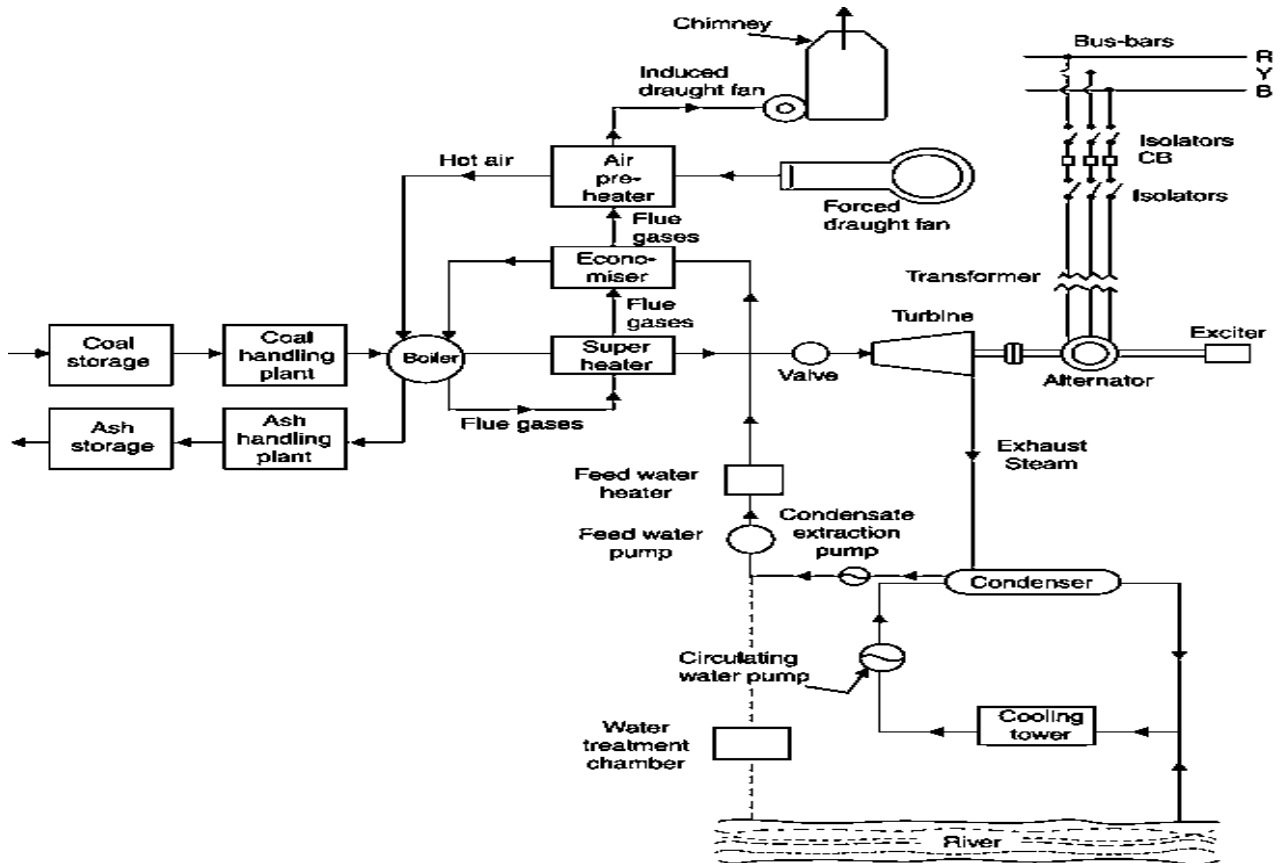 Chimney
Bus-bars
R
Y
B
Induced
draught fan
Isolators
CB
Isolators
Hot air
Air
pre-
heater
Forced
draught fan
Flue
gases
Econo-
miser
Transformer
Flue
gases
Turbine
Exciter
Coal
storage
Coal
handling
plant
Boiler
Super
heater
Valve
Alternator
Ash
storage
Ash
handling
plant
Flue gases
Exhaust
Steam
Feed water
heater
Feed water
pump
Condensate
extraction
pump
Condenser
Circulating
water pump
Cooling
tower
Water
treatment
chamber
River